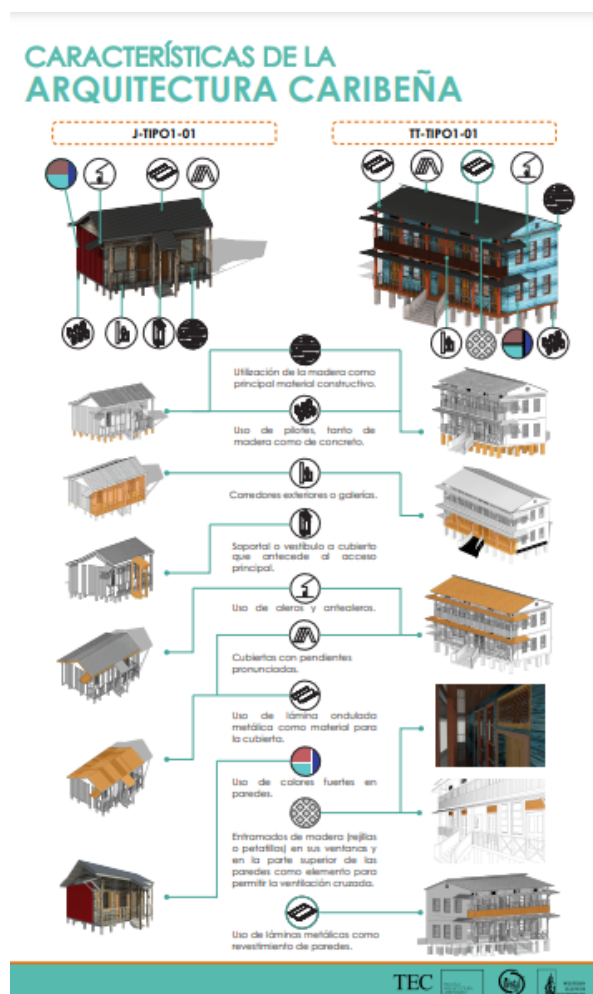 CARACTERÍSTICAS DE LA
ARQUITECTURA CARIBEÑA
J-TIPO1-01
TT-TIPO1-01
Utilización de la madera como
principal material constructivo.
Uso de pilotes, tanto de
madera como de concreto.
Corredores exteriores o galerías.
Soportal o vestíbulo a cubierto
que antecede al acceso
principal.
Uso de aleros y antealeros.
Cubiertas con pendientes
pronunciadas.
Uso de lámina ondulada
metálica como material para
la cubierta.
Uso de colores fuertes en
paredes.
Entramados de madera (rejillas
o petatillos) en sus ventanas y
en la parte superior de las
paredes como elemento para
permitir la ventilación cruzada.
Uso de láminas metálicas como
revestimiento de paredes.
TEC